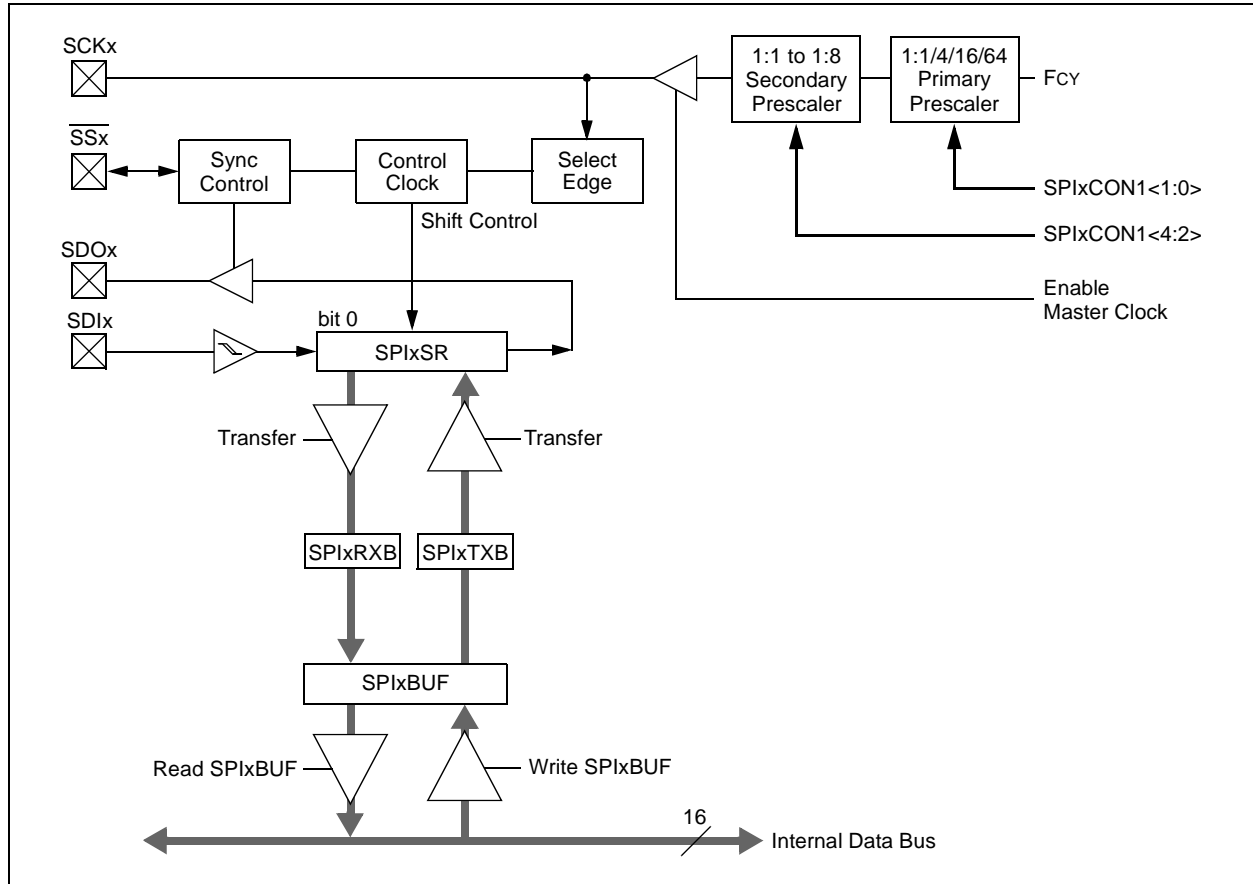 SCKx
SSx
SDOx
SDIx
Sync
Control
Control
Clock
Select
Edge
1:1 to 1:8
Secondary
Prescaler
1:1/4/16/64
Primary
Prescaler
FCY
SPIxCON1<1:0>
SPIxCON1<4:2>
Enable
Master Clock
Shift Control
bit 0
SPIxSR
Transfer
Transfer
SPIxRXB
SPIxTXB
SPIxBUF
Read SPIxBUF
Write SPIxBUF
16
Internal Data Bus